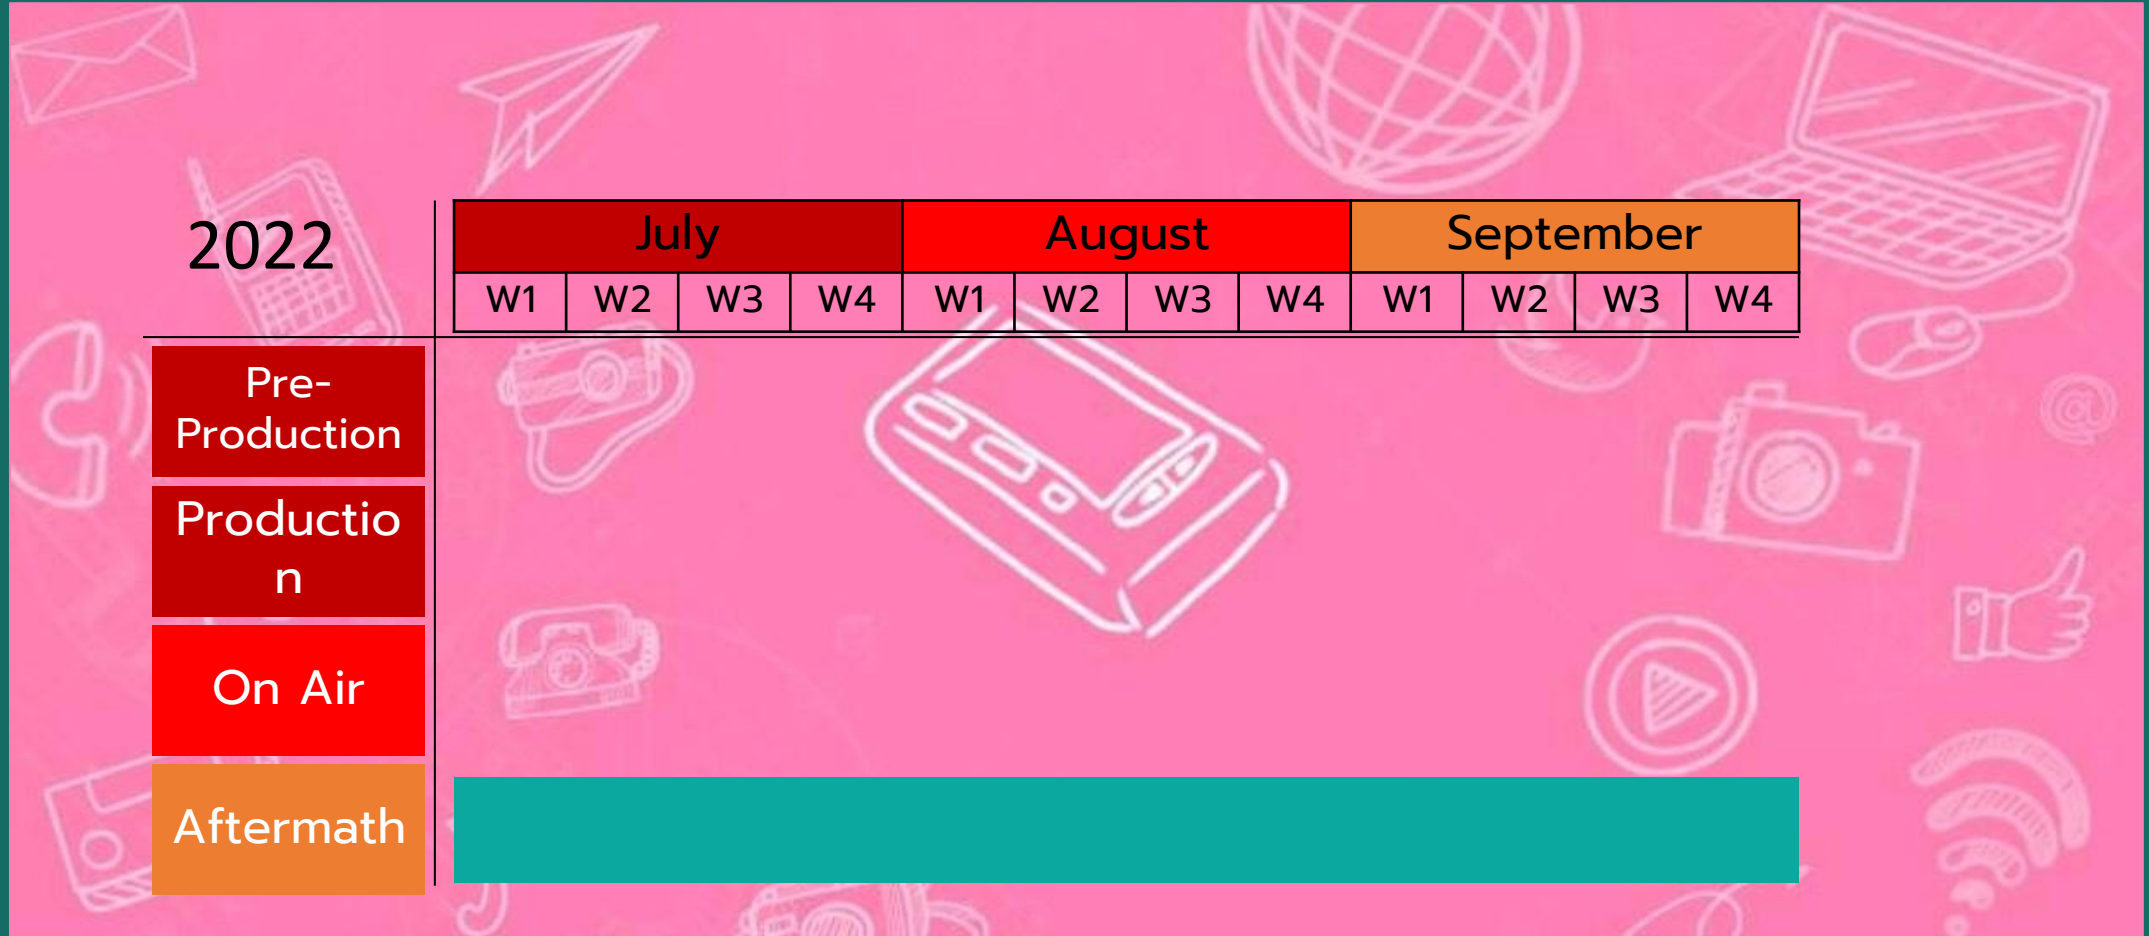 2022
July August September
W1 W2 W3 W4 W1 W2 W3 W4 W1 W2 W3 W4
Pre-
Production
Productio
n
On Air
Aftermath
@